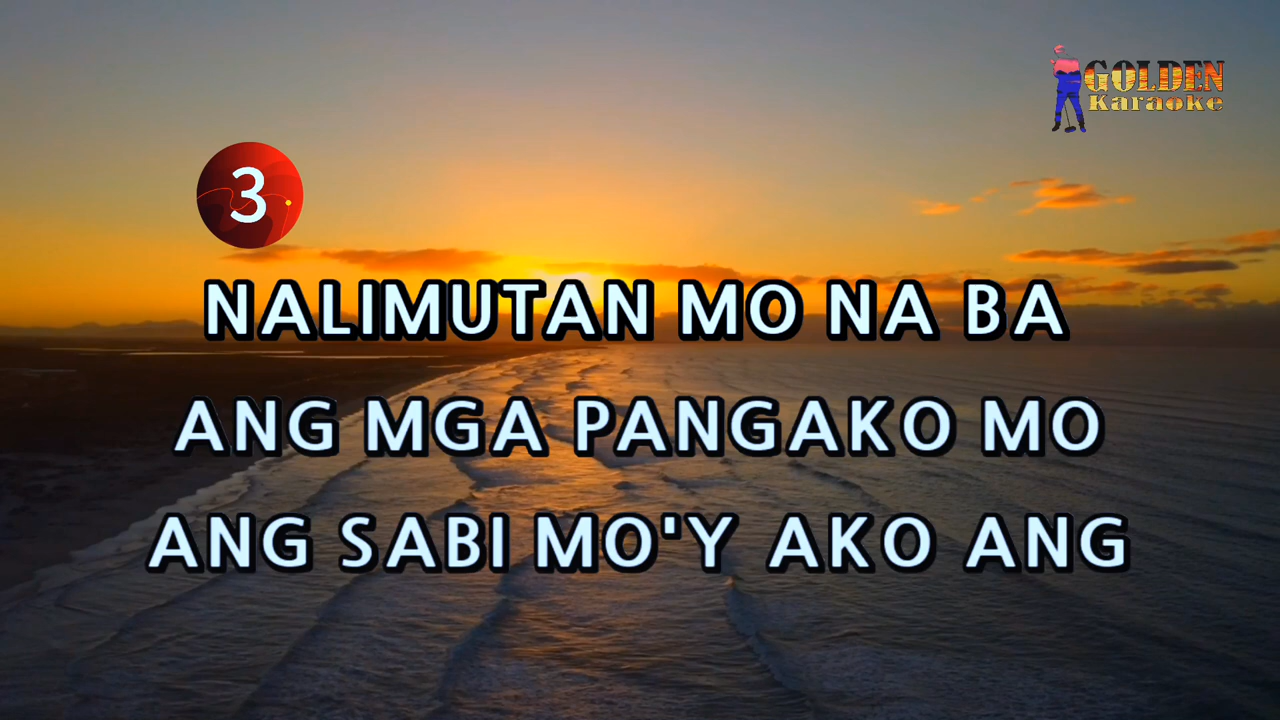 GOLDEN
Karaoke
3
NALIMUTAN MO NA BA
ANG MGA PANGAKO MO
ANG SABI MO'Y AKO ANG